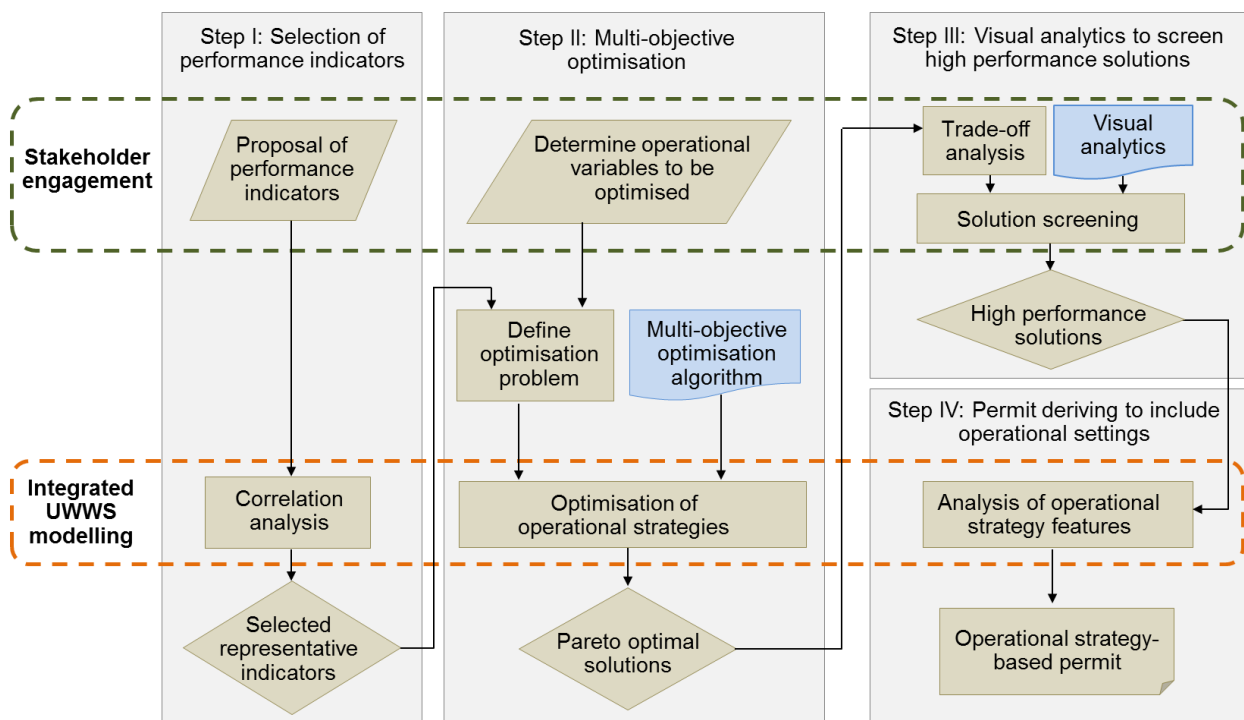 Step I: Selection of
performance indicators
Step II: Multi-objective
optimisation
Step III: Visual analytics to screen
high performance solutions
Stakeholder
engagement
Proposal of
performance
indicators
Determine operational
variables to be
optimised
Trade-off
analysis
Visual
analytics
Solution screening
Define
optimisation
problem
Multi-objective
optimisation
algorithm
High performance
solutions
Step IV: Permit deriving to include
operational settings
Integrated
UWWS
modelling
Correlation
analysis
Optimisation of
operational strategies
Analysis of operational
strategy features
Selected
representative
indicators
Pareto optimal
solutions
Operational strategy-
based permit